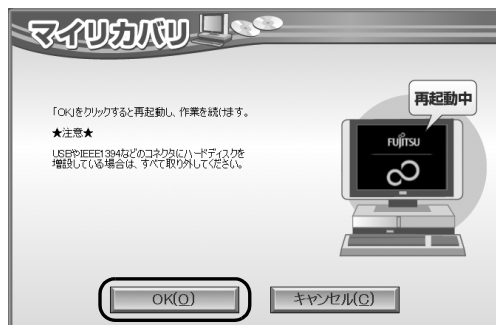 マイリカバリ
「OK」をクリックすると再起動し、作業を続けます。
★注意★
USBやIEEE1394などのコネクタにハードディスクを
増設している場合は、すべて取り外してください。
再起動中
FUJITSU
OK(O)
キャンセル(C)